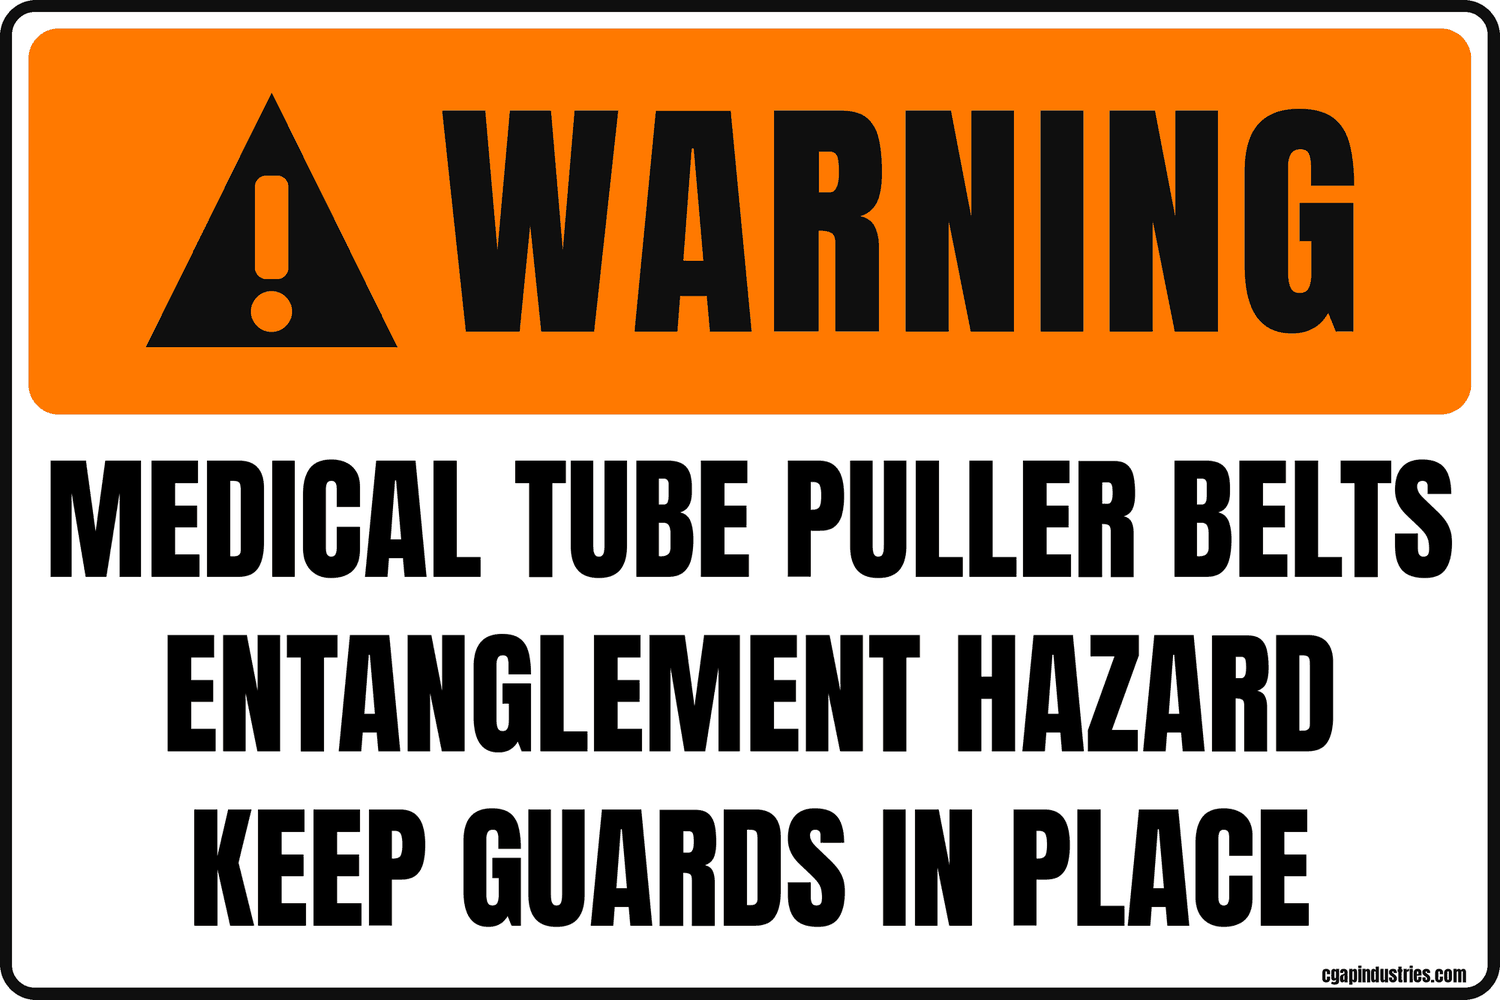 WARNING
MEDICAL TUBE PULLER BELTS
ENTANGLEMENT HAZARD
KEEP GUARDS IN PLACE
cgapindustries.com